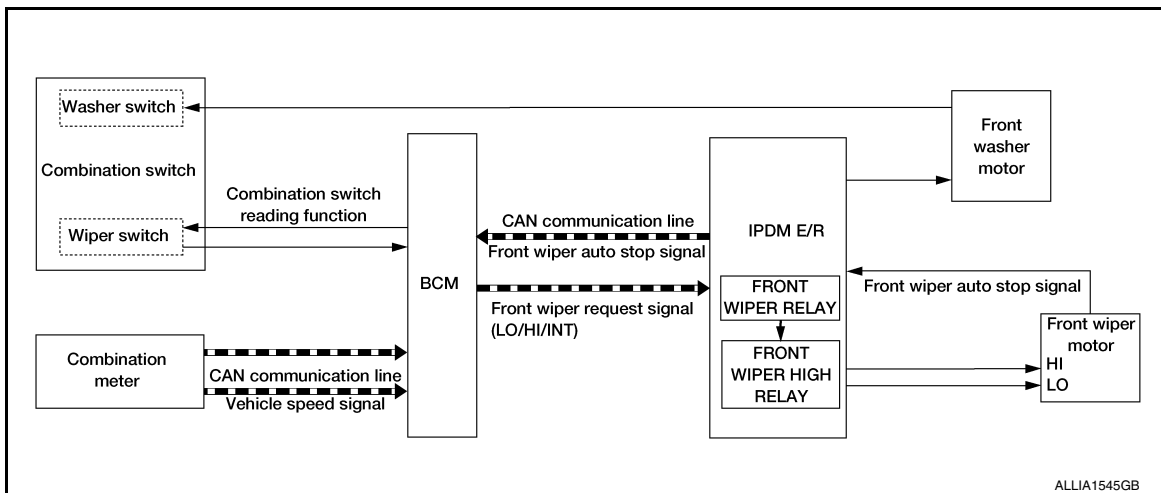 Washer switch
Combination switch
Wiper switch
Combination switch
reading function
Combination
meter
CAN communication line
Vehicle speed signal
BCM
CAN communication line
Front wiper auto stop signal
Front wiper request signal
(LO/HI/INT)
IPDM E/R
FRONT
WIPER RELAY
FRONT
WIPER HIGH
RELAY
Front
washer
motor
Front wiper auto stop signal
Front wiper
motor
HI
LO
ALLIA1545GB